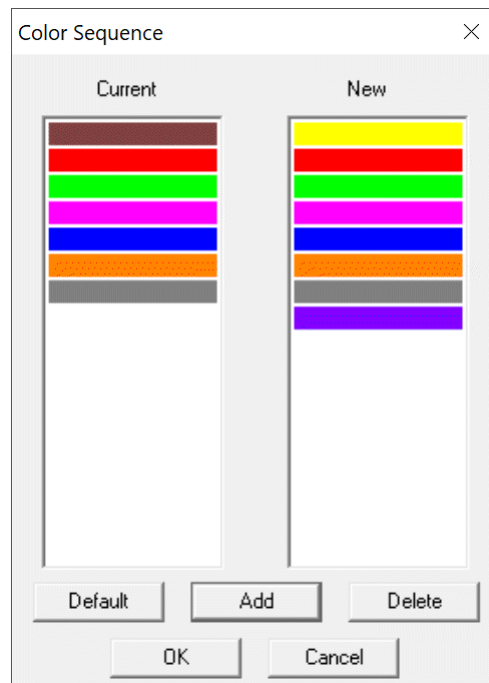 Color Sequence
Current New
Default Add Delete
OK Cancel